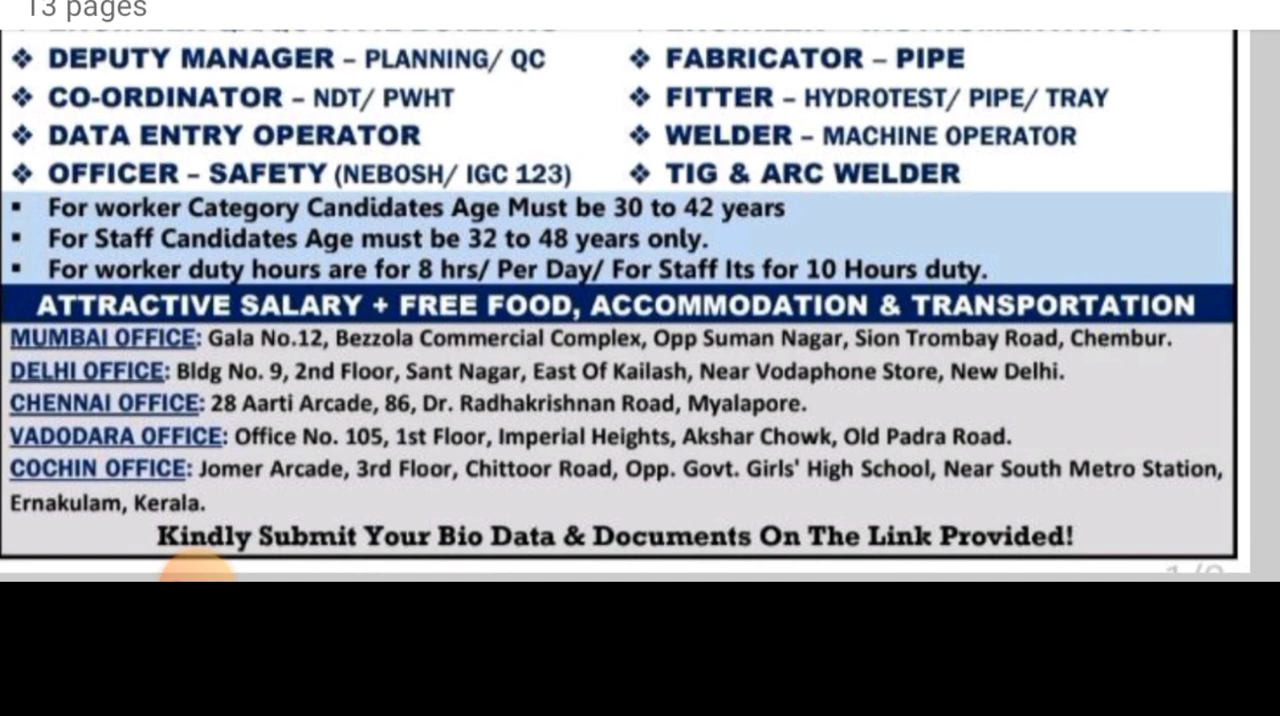 13 pages
❖ DEPUTY MANAGER – PLANNING/ QC
❖ FABRICATOR – PIPE
❖ CO-ORDINATOR – NDT/ PWHT
❖ FITTER – HYDROTEST/ PIPE/ TRAY
❖ DATA ENTRY OPERATOR
❖ WELDER – MACHINE OPERATOR
❖ OFFICER – SAFETY (NEBOSH/ IGC 123)
❖ TIG & ARC WELDER
▪ For worker Category Candidates Age Must be 30 to 42 years
▪ For Staff Candidates Age must be 32 to 48 years only.
▪ For worker duty hours are for 8 hrs/ Per Day/ For Staff Its for 10 Hours duty.
ATTRACTIVE SALARY + FREE FOOD, ACCOMMODATION & TRANSPORTATION
MUMBAI OFFICE: Gala No.12, Bezzola Commercial Complex, Opp Suman Nagar, Sion Trombay Road, Chembur.
DELHI OFFICE: Bldg No. 9, 2nd Floor, Sant Nagar, East Of Kailash, Near Vodaphone Store, New Delhi.
CHENNAI OFFICE: 28 Aarti Arcade, 86, Dr. Radhakrishnan Road, Myalapore.
VADODARA OFFICE: Office No. 105, 1st Floor, Imperial Heights, Akshar Chowk, Old Padra Road.
COCHIN OFFICE: Jomer Arcade, 3rd Floor, Chittoor Road, Opp. Govt. Girls' High School, Near South Metro Station,
Ernakulam, Kerala.
Kindly Submit Your Bio Data & Documents On The Link Provided!